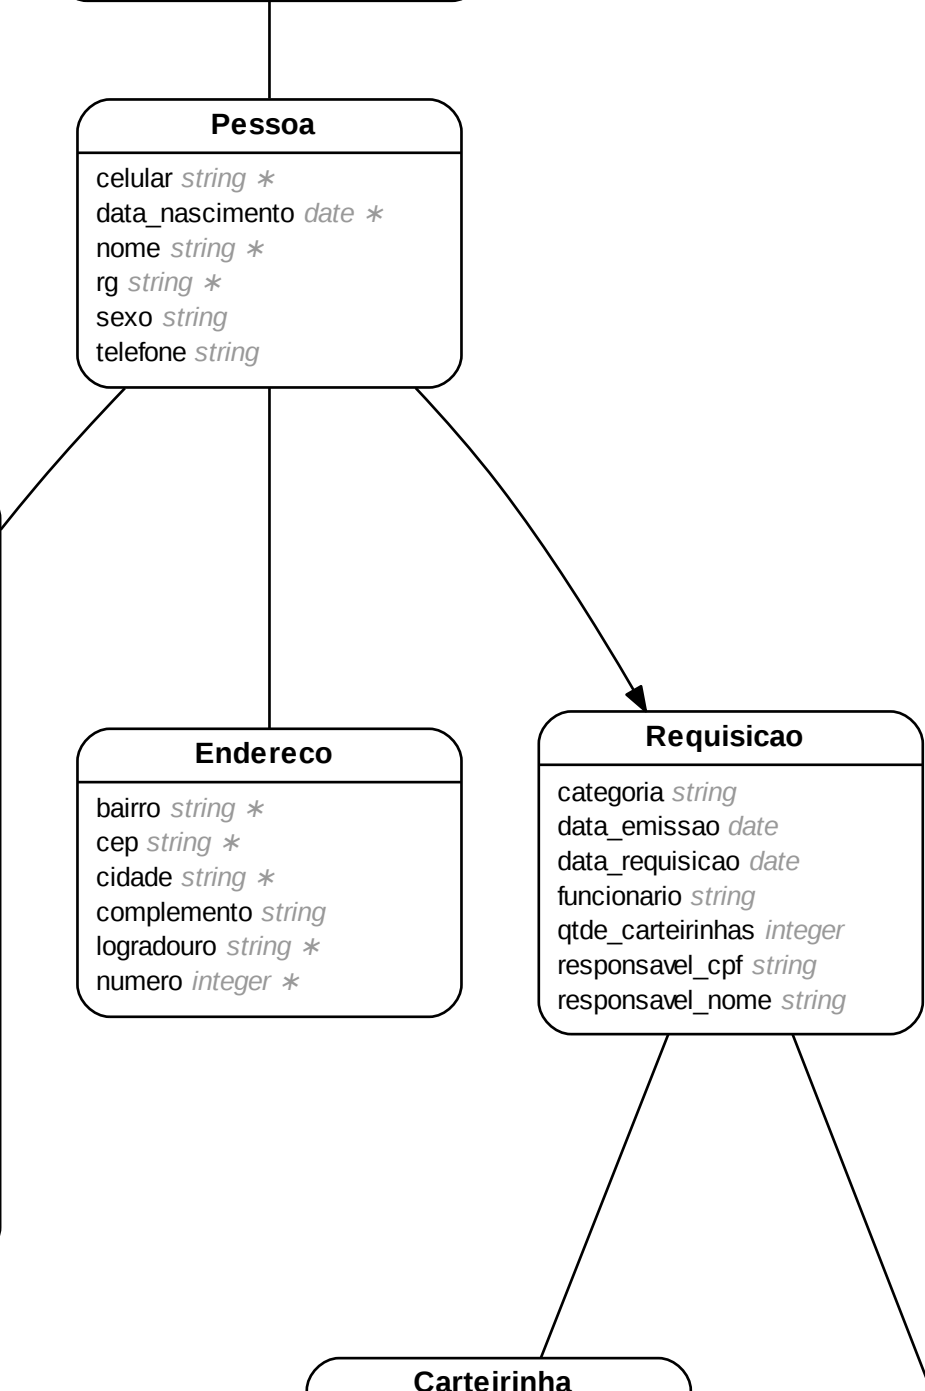 Pessoa
celular string ∗
data_nascimento date ∗
nome string ∗
rg string ∗
sexo string
telefone string
Endereco
bairro string ∗
cep string ∗
cidade string ∗
complemento string
logradouro string ∗
numero integer ∗
Requisicao
categoria string
data_emissao date
data_requisicao date
funcionario string
qtde_carteirinhas integer
responsavel_cpf string
responsavel_nome string
Carteirinha